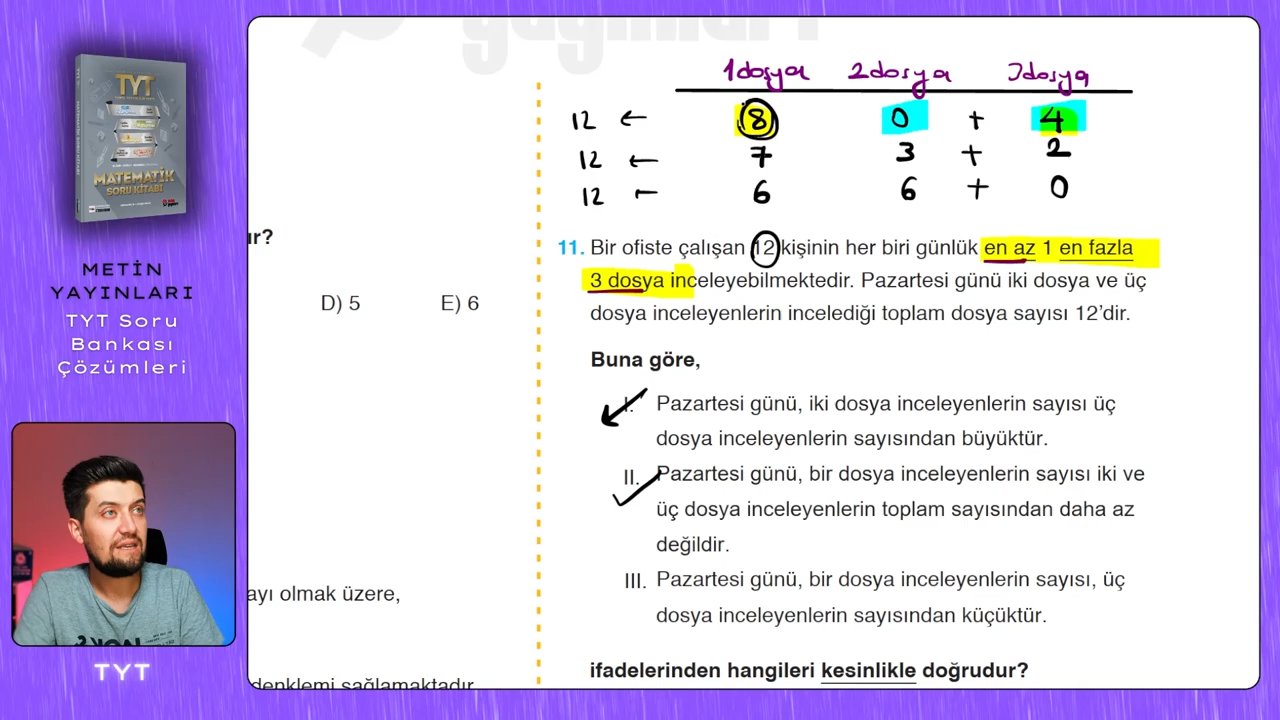 yayınları
1dosya 2dosya 3dosya
12 ← 8 0 + 4
12 ← 7 3 + 2
12 ← 6 6 + 0
TYT
MATEMATİK
SORU KİTABI
METİN
YAYINLARI
TYT Soru
Bankası
Çözümleri
TYT
ır?
D) 5 E) 6
ayı olmak üzere,
denklemi sağlamaktadır
11. Bir ofiste çalışan 12 kişinin her biri günlük en az 1 en fazla
3 dosya inceleyebilmektedir. Pazartesi günü iki dosya ve üç
dosya inceleyenlerin incelediği toplam dosya sayısı 12'dir.
Buna göre,
I. Pazartesi günü, iki dosya inceleyenlerin sayısı üç
dosya inceleyenlerin sayısından büyüktür.
II. Pazartesi günü, bir dosya inceleyenlerin sayısı iki ve
üç dosya inceleyenlerin toplam sayısından daha az
değildir.
III. Pazartesi günü, bir dosya inceleyenlerin sayısı, üç
dosya inceleyenlerin sayısından küçüktür.
ifadelerinden hangileri kesinlikle doğrudur?